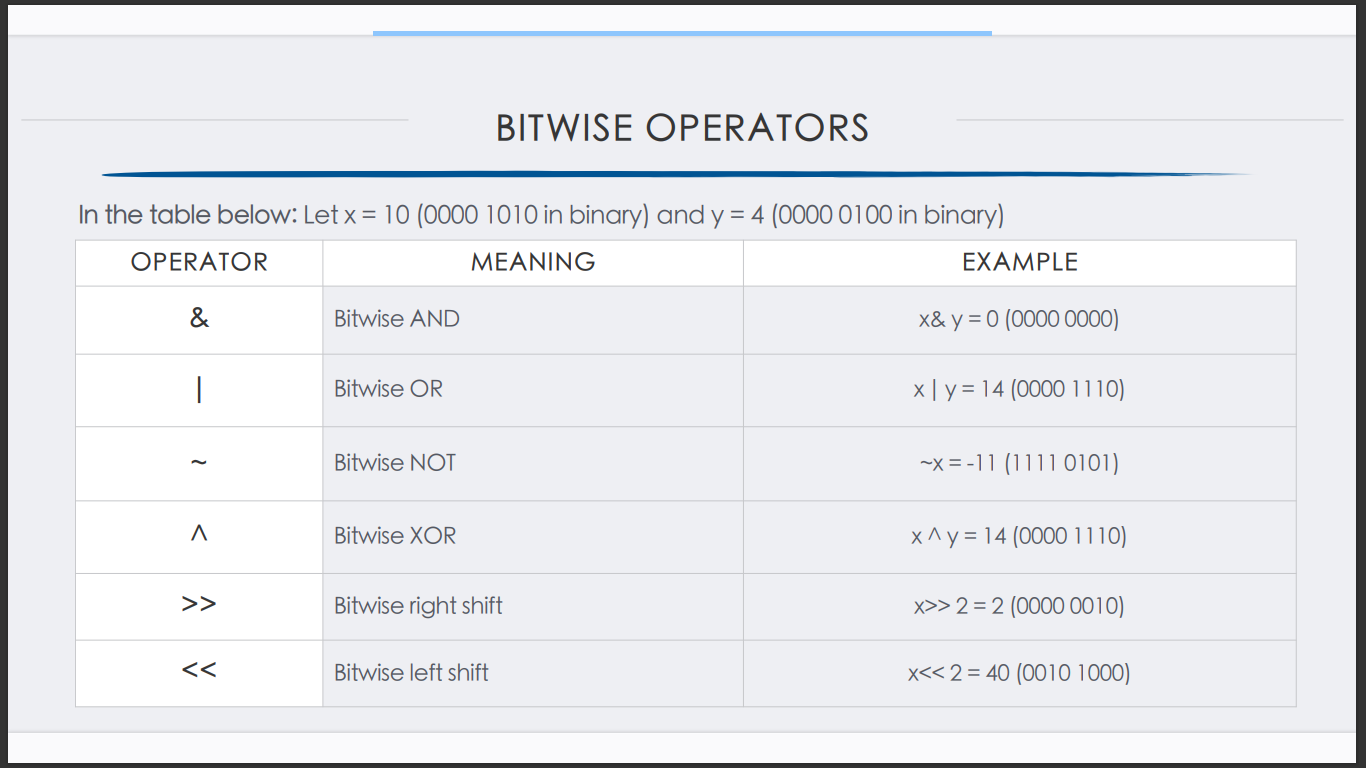 BITWISE OPERATORS
In the table below: Let x = 10 (0000 1010 in binary) and y = 4 (0000 0100 in binary)
OPERATOR MEANING EXAMPLE
& Bitwise AND x& y = 0 (0000 0000)
| Bitwise OR x | y = 14 (0000 1110)
~ Bitwise NOT ~x = -11 (1111 0101)
^ Bitwise XOR x ^ y = 14 (0000 1110)
>> Bitwise right shift x>> 2 = 2 (0000 0010)
<< Bitwise left shift x<< 2 = 40 (0010 1000)